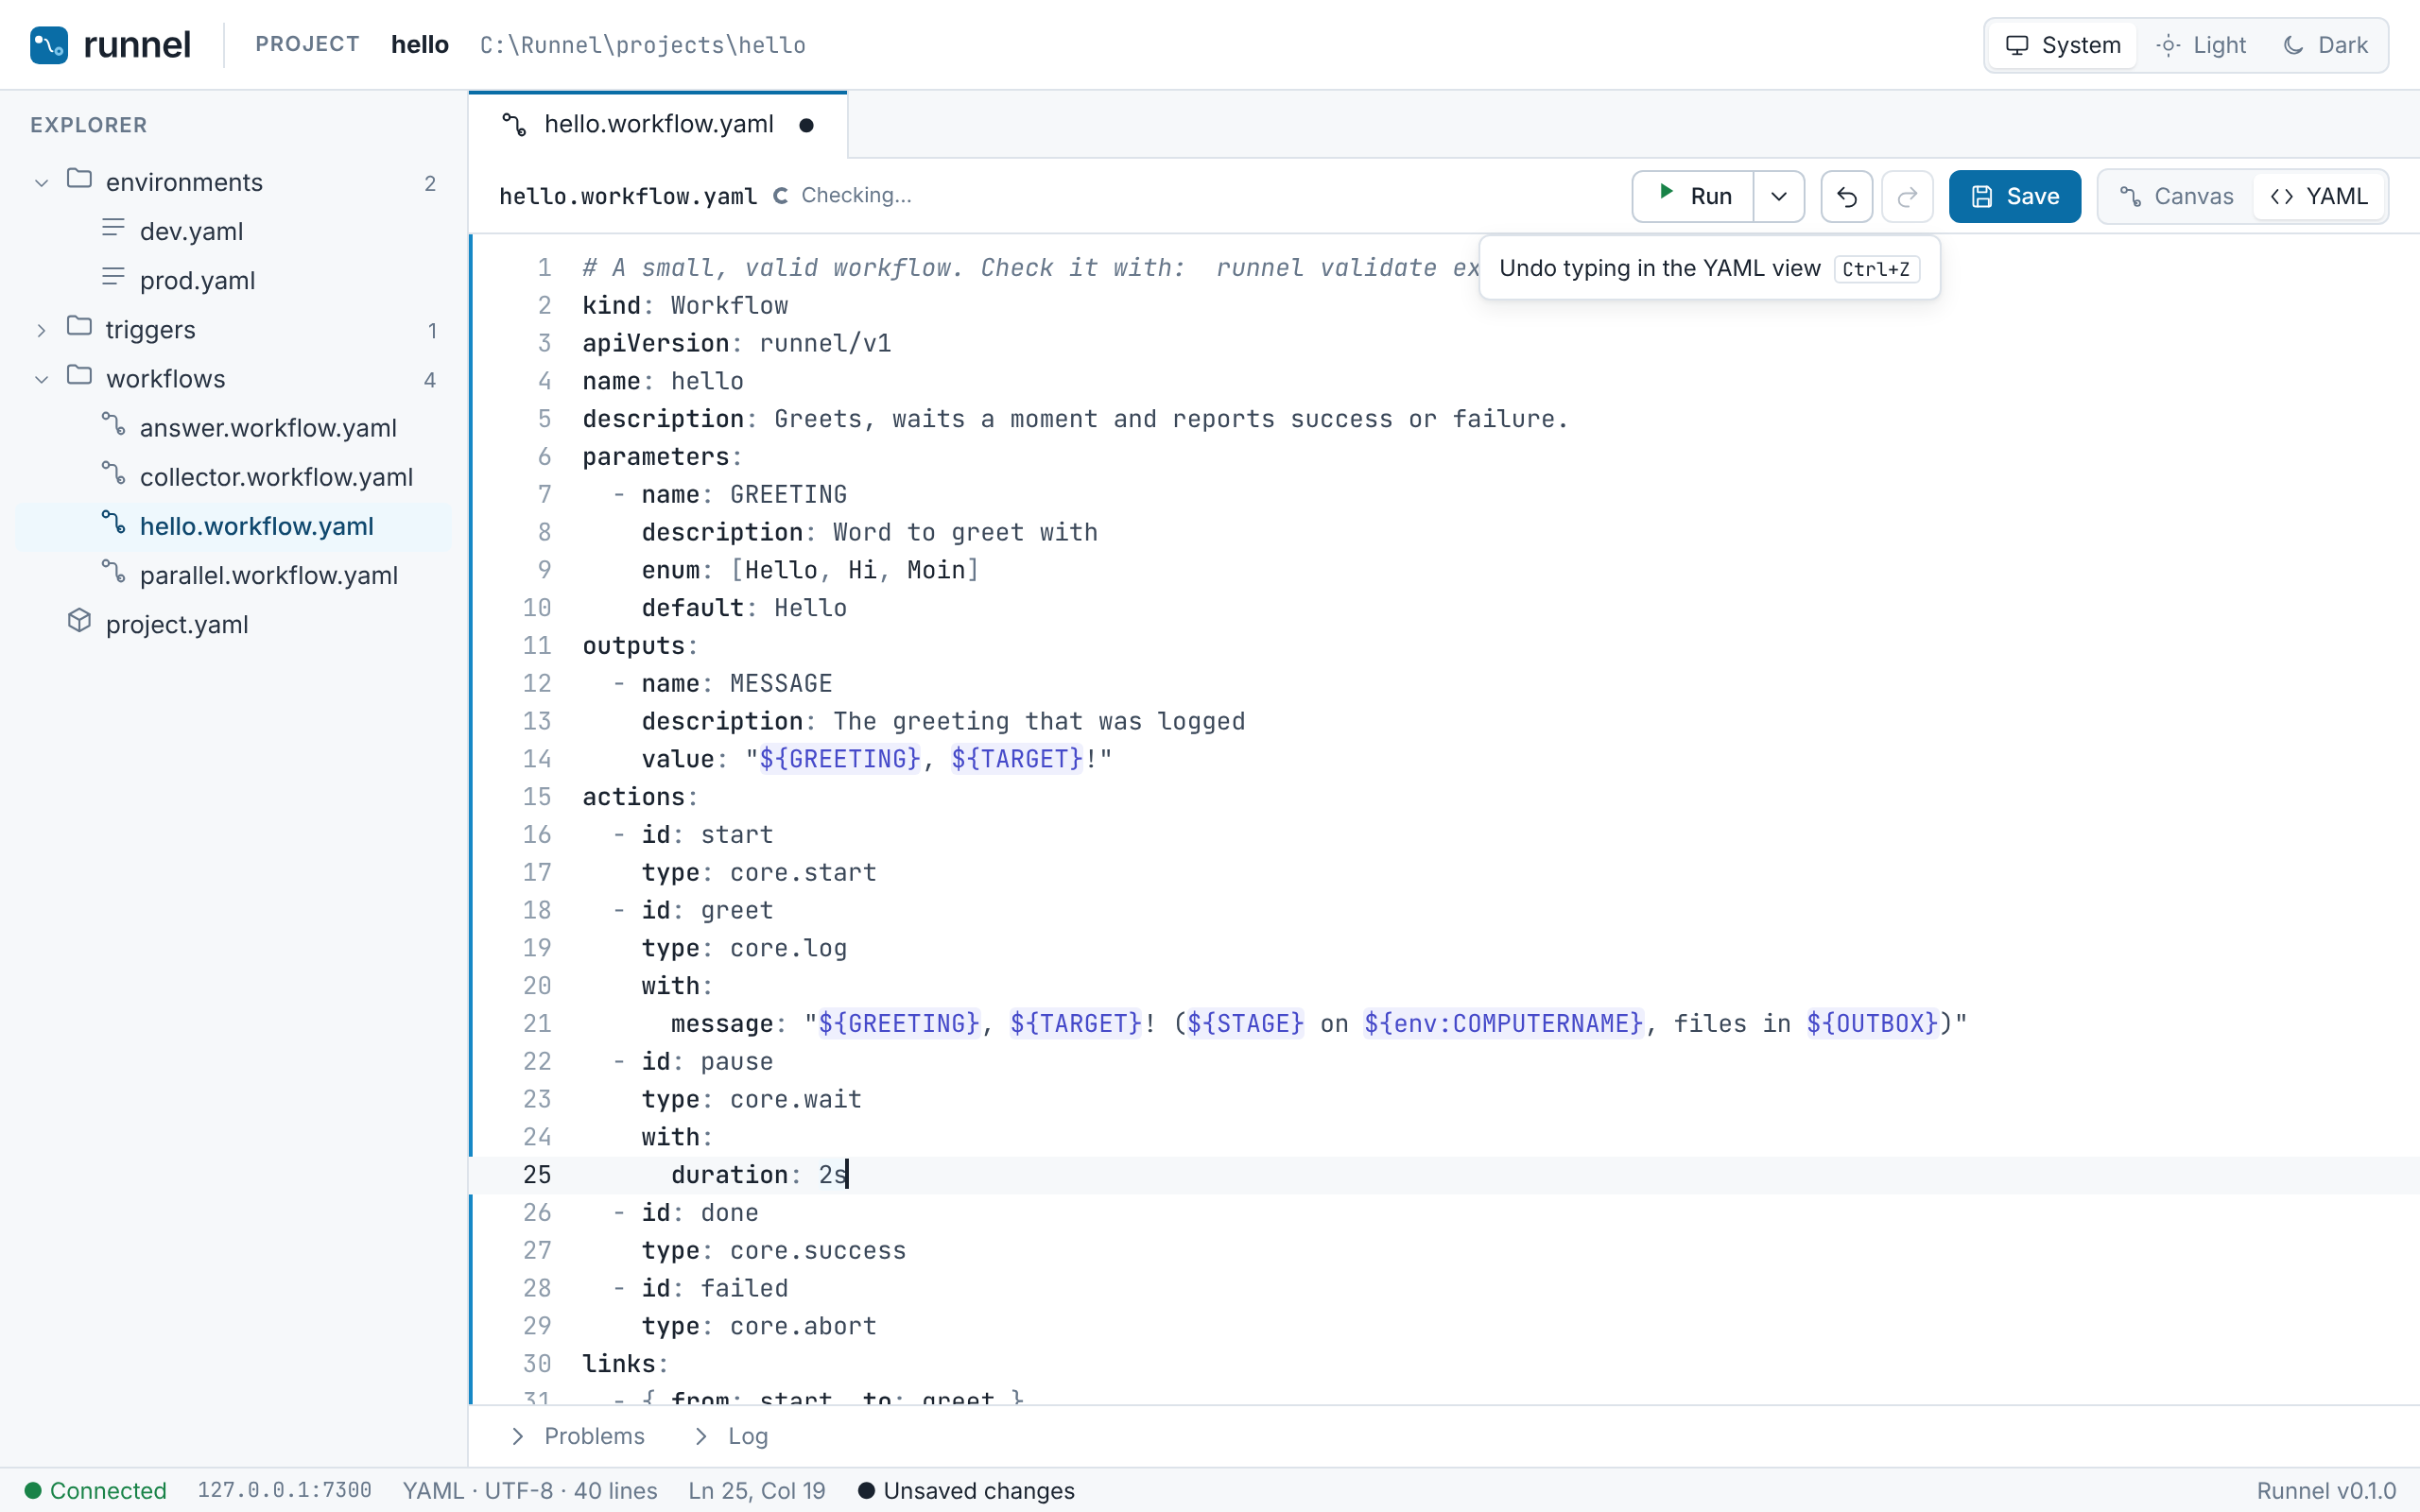 runnel PROJECT hello C:\Runnel\projects\hello System Light Dark
EXPLORER
environments 2
dev.yaml
prod.yaml
triggers 1
workflows 4
answer.workflow.yaml
collector.workflow.yaml
hello.workflow.yaml
parallel.workflow.yaml
project.yaml
hello.workflow.yaml
hello.workflow.yaml Checking... Run Save Canvas YAML
Undo typing in the YAML view Ctrl+Z
1 # A small, valid workflow. Check it with:  runnel validate ex
2 kind: Workflow
3 apiVersion: runnel/v1
4 name: hello
5 description: Greets, waits a moment and reports success or failure.
6 parameters:
7   - name: GREETING
8     description: Word to greet with
9     enum: [Hello, Hi, Moin]
10     default: Hello
11 outputs:
12   - name: MESSAGE
13     description: The greeting that was logged
14     value: "${GREETING}, ${TARGET}!"
15 actions:
16   - id: start
17     type: core.start
18   - id: greet
19     type: core.log
20     with:
21       message: "${GREETING}, ${TARGET}! (${STAGE} on ${env:COMPUTERNAME}, files in ${OUTBOX})"
22   - id: pause
23     type: core.wait
24     with:
25       duration: 2s
26   - id: done
27     type: core.success
28   - id: failed
29     type: core.abort
30 links:
31   - { from: start, to: greet }
Problems Log
Connected 127.0.0.1:7300 YAML · UTF-8 · 40 lines Ln 25, Col 19 Unsaved changes Runnel v0.1.0